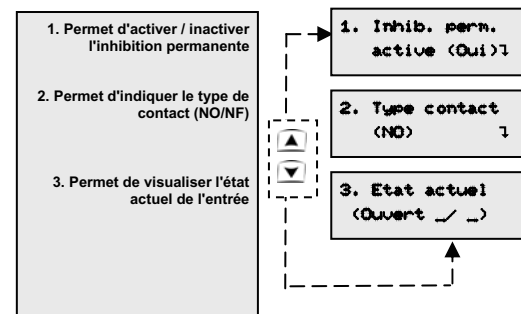 1. Permet d'activer / inactiver
l'inhibition permanente
2. Permet d'indiquer le type de
contact (NO/NF)
3. Permet de visualiser l'état
actuel de l'entrée
1. Inhib. perm.
active (Oui)↴
2. Type contact
(NO) ↴
3. Etat actuel
(Ouvert _/ _)